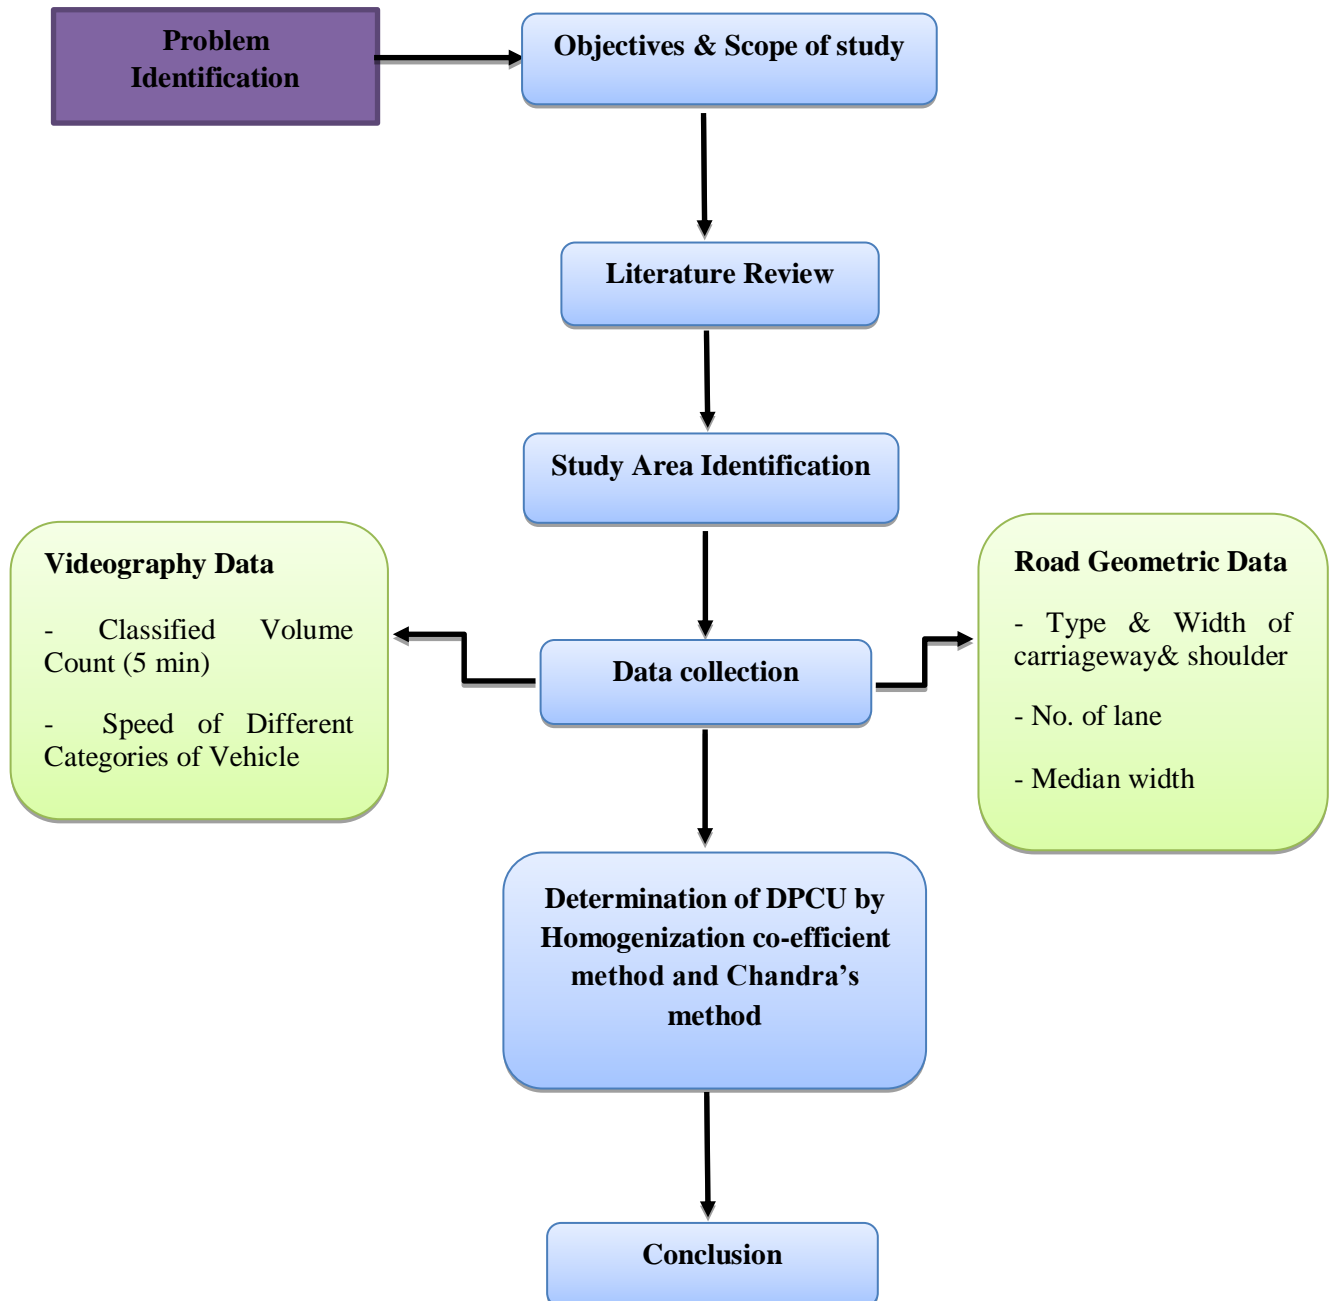 Problem
Identification
Objectives & Scope of study
Literature Review
Study Area Identification
Videography Data
- Classified Volume
Count (5 min)
- Speed of Different
Categories of Vehicle
Data collection
Road Geometric Data
- Type & Width of
carriageway& shoulder
- No. of lane
- Median width
Determination of DPCU by
Homogenization co-efficient
method and Chandra’s
method
Conclusion